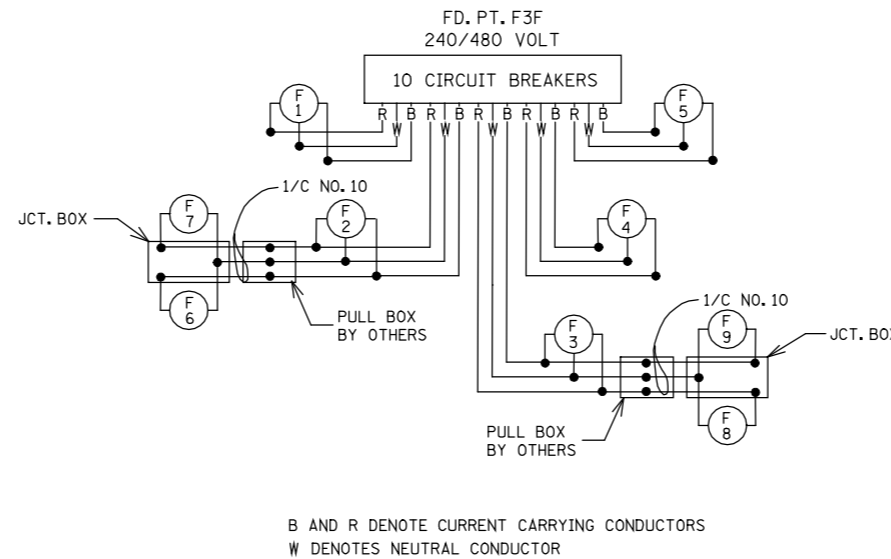 FD. PT. F3F
240/480 VOLT
10 CIRCUIT BREAKERS
R W B R W B R W B R W B R W B
F
1
F
5
1/C NO. 10
JCT. BOX
F
7
F
2
F
4
F
6
PULL BOX
BY OTHERS
1/C NO. 10
F
3
F
9
JCT. BOX
F
8
PULL BOX
BY OTHERS
B AND R DENOTE CURRENT CARRYING CONDUCTORS
W DENOTES NEUTRAL CONDUCTOR